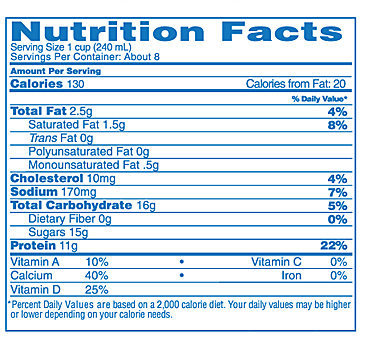 Nutrition Facts
Serving Size 1 cup (240 mL)
Servings Per Container: About 8
Amount Per Serving
Calories 130 Calories from Fat: 20
% Daily Value*
Total Fat 2.5g 4%
Saturated Fat 1.5g 8%
Trans Fat 0g
Polyunsaturated Fat 0g
Monounsaturated Fat .5g
Cholesterol 10mg 4%
Sodium 170mg 7%
Total Carbohydrate 16g 5%
Dietary Fiber 0g 0%
Sugars 15g
Protein 11g 22%
Vitamin A 10% • Vitamin C 0%
Calcium 40% • Iron 0%
Vitamin D 25%
*Percent Daily Values are based on a 2,000 calorie diet. Your daily values may be higher
or lower depending on your calorie needs.